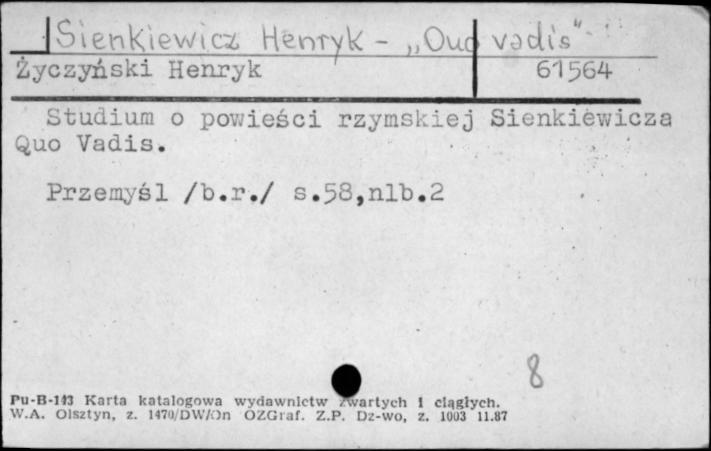 Sienkiewicz Henryk – „Quo vadis"
Życzyński Henryk 61564
Studium o powieści rzymskiej Sienkiewicza
Quo Vadis.
Przemyśl /b.r./ s.58,nlb.2
8
Pu-B-143 Karta katalogowa wydawnictw zwartych i ciągłych.
W.A. Olsztyn, z. 1470/DW/On OZGraf. Z.P. Dz-wo, z. 1003 11.87